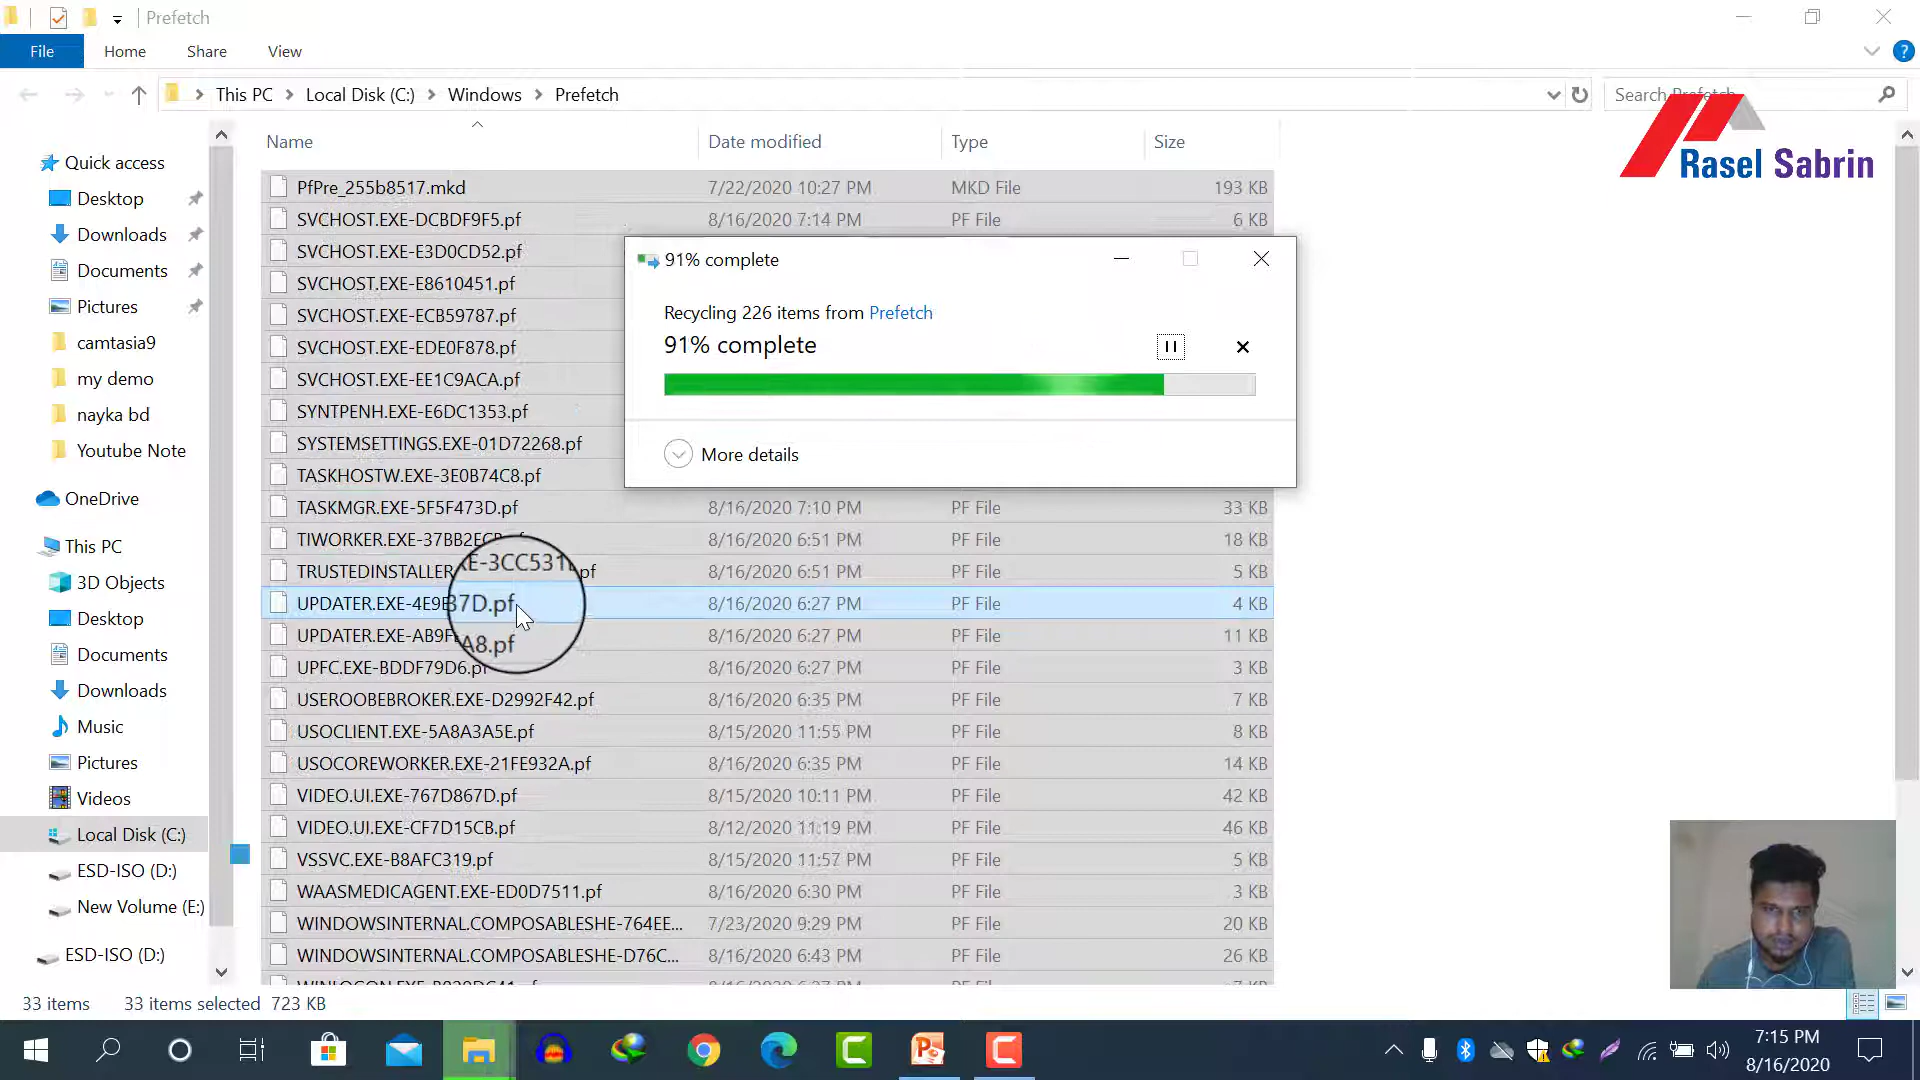 Prefetch
File Home Share View
This PC Local Disk (C:) Windows Prefetch
Search Prefetch
Rasel Sabrin
Name Date modified Type Size
Quick access
Desktop
Downloads
Documents
Pictures
camtasia9
my demo
nayka bd
Youtube Note
OneDrive
This PC
3D Objects
Desktop
Documents
Downloads
Music
Pictures
Videos
Local Disk (C:)
ESD-ISO (D:)
New Volume (E:)
ESD-ISO (D:)
PfPre_255b8517.mkd 7/22/2020 10:27 PM MKD File 193 KB
SVCHOST.EXE-DCBDF9F5.pf 8/16/2020 7:14 PM PF File 6 KB
SVCHOST.EXE-E3D0CD52.pf
SVCHOST.EXE-E8610451.pf
SVCHOST.EXE-ECB59787.pf
SVCHOST.EXE-EDE0F878.pf
SVCHOST.EXE-EE1C9ACA.pf
SYNTPENH.EXE-E6DC1353.pf
SYSTEMSETTINGS.EXE-01D72268.pf
TASKHOSTW.EXE-3E0B74C8.pf
TASKMGR.EXE-5F5F473D.pf 8/16/2020 7:10 PM PF File 33 KB
TIWORKER.EXE-37BB2ECB 8/16/2020 6:51 PM PF File 18 KB
TRUSTEDINSTALLER .pf 8/16/2020 6:51 PM PF File 5 KB
UPDATER.EXE-4E9E37D.pf 8/16/2020 6:27 PM PF File 4 KB
UPDATER.EXE-AB9F A8.pf 8/16/2020 6:27 PM PF File 11 KB
UPFC.EXE-BDDF79D6.pf 8/16/2020 6:27 PM PF File 3 KB
USEROOBEBROKER.EXE-D2992F42.pf 8/16/2020 6:35 PM PF File 7 KB
USOCLIENT.EXE-5A8A3A5E.pf 8/15/2020 11:55 PM PF File 8 KB
USOCOREWORKER.EXE-21FE932A.pf 8/16/2020 6:35 PM PF File 14 KB
VIDEO.UI.EXE-767D867D.pf 8/15/2020 10:11 PM PF File 42 KB
VIDEO.UI.EXE-CF7D15CB.pf 8/12/2020 11:19 PM PF File 46 KB
VSSVC.EXE-B8AFC319.pf 8/15/2020 11:57 PM PF File 5 KB
WAASMEDICAGENT.EXE-ED0D7511.pf 8/16/2020 6:30 PM PF File 3 KB
WINDOWSINTERNAL.COMPOSABLESHE-764EE... 7/23/2020 9:29 PM PF File 20 KB
WINDOWSINTERNAL.COMPOSABLESHE-D76C... 8/16/2020 6:43 PM PF File 26 KB
91% complete
Recycling 226 items from Prefetch
91% complete
More details
33 items 33 items selected 723 KB
7:15 PM
8/16/2020